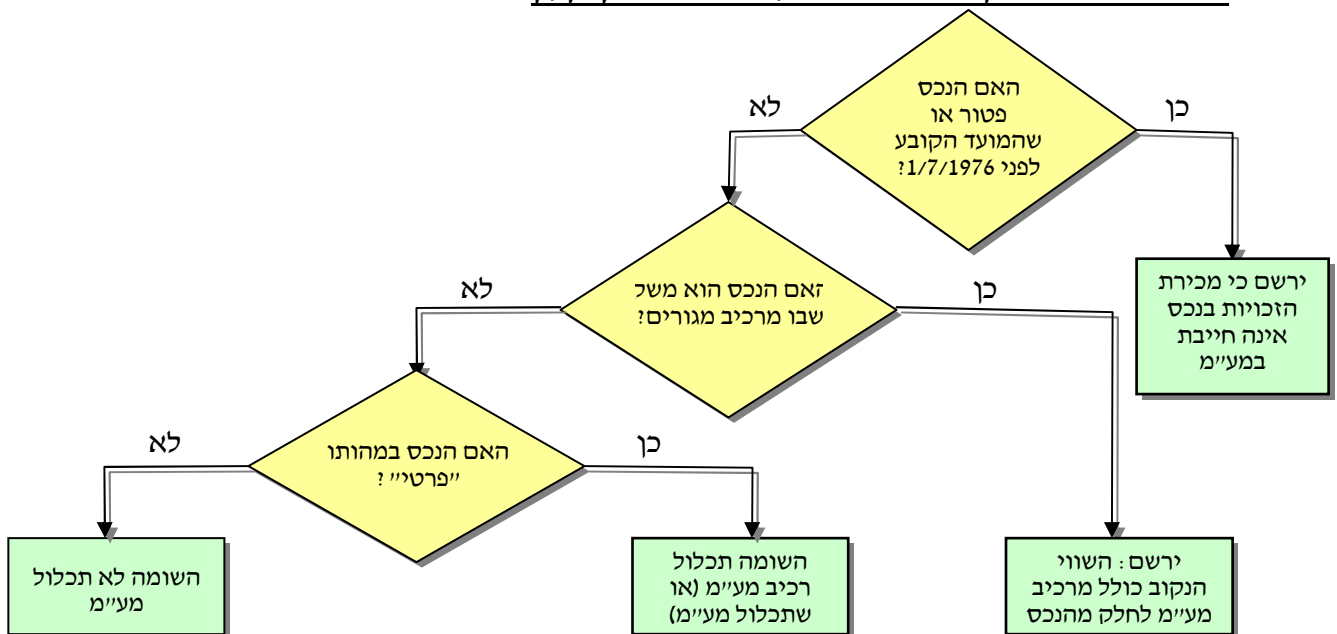 האם הנכס
פטור או
שהמועד הקובע
לפני 1/7/1976?
כן
לא
ירשם כי מכירת
הזכויות בנכס
אינה חייבת
במע״מ
האם הנכס הוא משק
שבו מרכיב מגורים?
כן
לא
ירשם: השווי
הנקוב כולל מרכיב
מע״מ לחלק מהנכס
האם הנכס במהותו
״פרטי״ ?
כן
לא
השומה תכלול
רכיב מע״מ (או
שתכלול מע״מ)
השומה לא תכלול
מע״מ